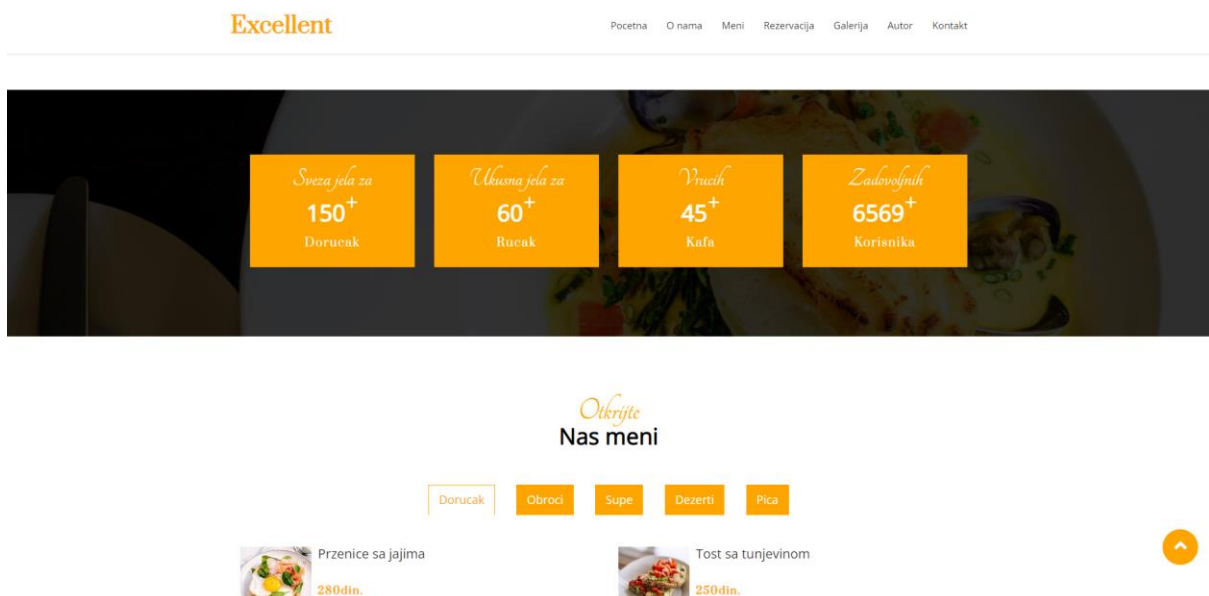 Excellent
Pocetna O nama Meni Rezervacija Galerija Autor Kontakt
Sveza jela za
150+
Dorucak
Ukusna jela za
60+
Rucak
Vrucih
45+
Kafa
Zadovoljnih
6569+
Korisnika
Otkrijte
Nas meni
Dorucak Obroci Supe Dezerti Pica
Przenice sa jajima
280din.
Tost sa tunjevinom
250din.